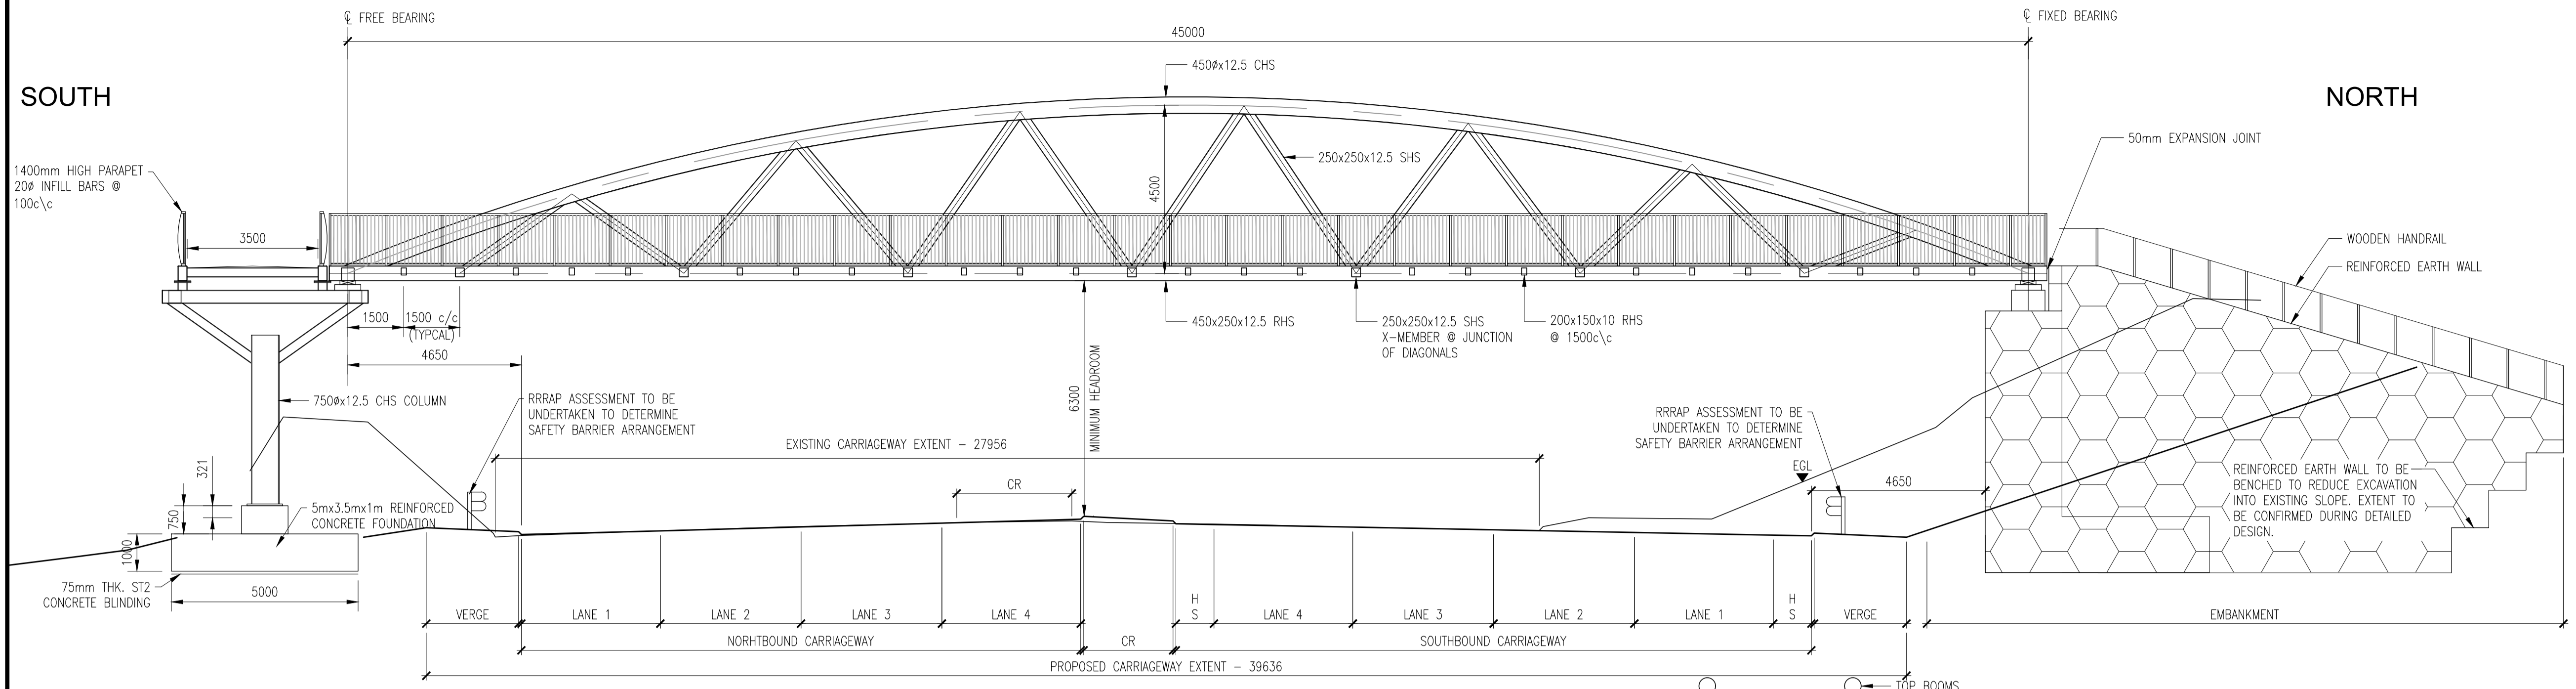 ℄ FREE BEARING
℄ FIXED BEARING
45000
450øx12.5 CHS
SOUTH
NORTH
50mm EXPANSION JOINT
1400mm HIGH PARAPET
20ø INFILL BARS @
100c\c
250x250x12.5 SHS
4500
3500
WOODEN HANDRAIL
REINFORCED EARTH WALL
1500
1500 c/c
(TYPCAL)
4650
450x250x12.5 RHS
250x250x12.5 SHS
X-MEMBER @ JUNCTION
OF DIAGONALS
200x150x10 RHS
@ 1500c\c
6300
MINIMUM HEADROOM
750øx12.5 CHS COLUMN
RRRAP ASSESSMENT TO BE
UNDERTAKEN TO DETERMINE
SAFETY BARRIER ARRANGEMENT
RRRAP ASSESSMENT TO BE
UNDERTAKEN TO DETERMINE
SAFETY BARRIER ARRANGEMENT
EXISTING CARRIAGEWAY EXTENT - 27956
EGL
321
CR
4650
REINFORCED EARTH WALL TO BE
BENCHED TO REDUCE EXCAVATION
INTO EXISTING SLOPE. EXTENT TO
BE CONFIRMED DURING DETAILED
DESIGN.
750
5mx3.5mx1m REINFORCED
CONCRETE FOUNDATION
1000
75mm THK. ST2
CONCRETE BLINDING
5000
VERGE
LANE 1
LANE 2
LANE 3
LANE 4
H
S
LANE 4
LANE 3
LANE 2
LANE 1
H
S
VERGE
EMBANKMENT
NORHTBOUND CARRIAGEWAY
CR
SOUTHBOUND CARRIAGEWAY
PROPOSED CARRIAGEWAY EXTENT - 39636
TOP BOOMS